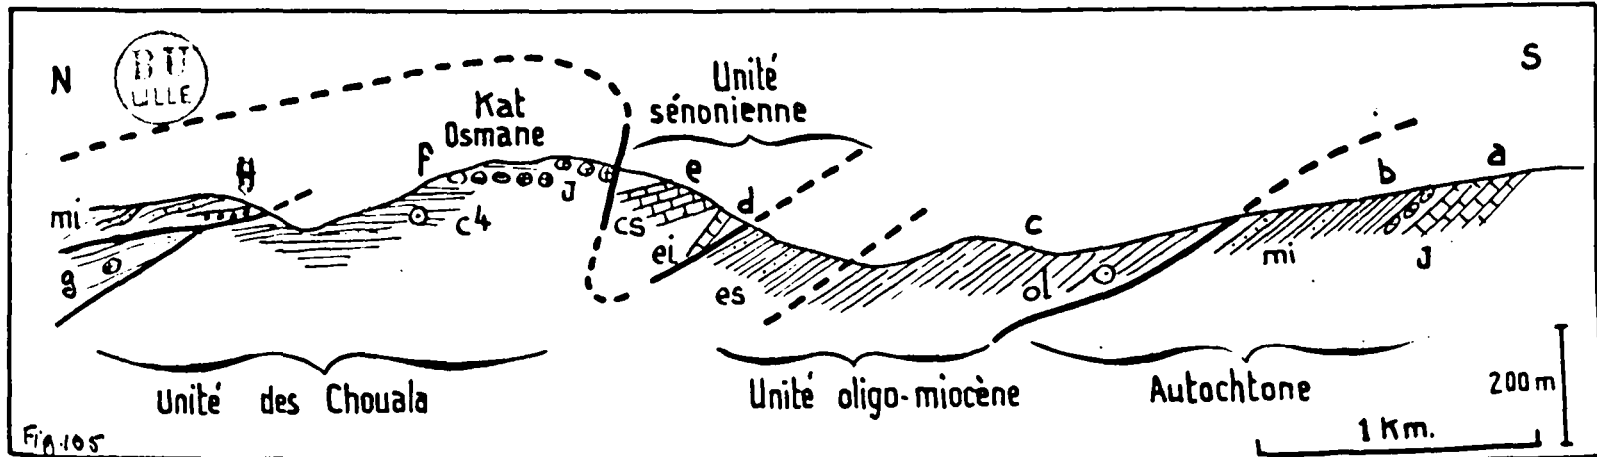 N
BU
LILLE
Kat
Osmane
Unité
sénonienne
S
mi
g
f
J
c4
e
cs
d
ei
es
c
ol
b
a
mi
J
Unité des Chouala
Unité oligo-miocène
Autochtone
200 m
1 Km.
Fig.105